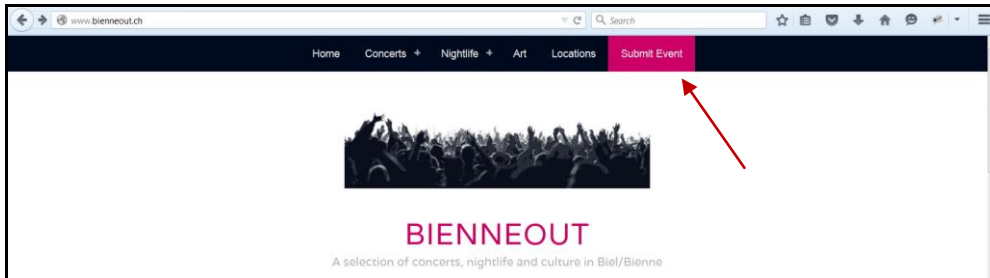 www.bienneout.ch
Search
Home Concerts + Nightlife + Art Locations Submit Event
BIENNEOUT
A selection of concerts, nightlife and culture in Biel/Bienne